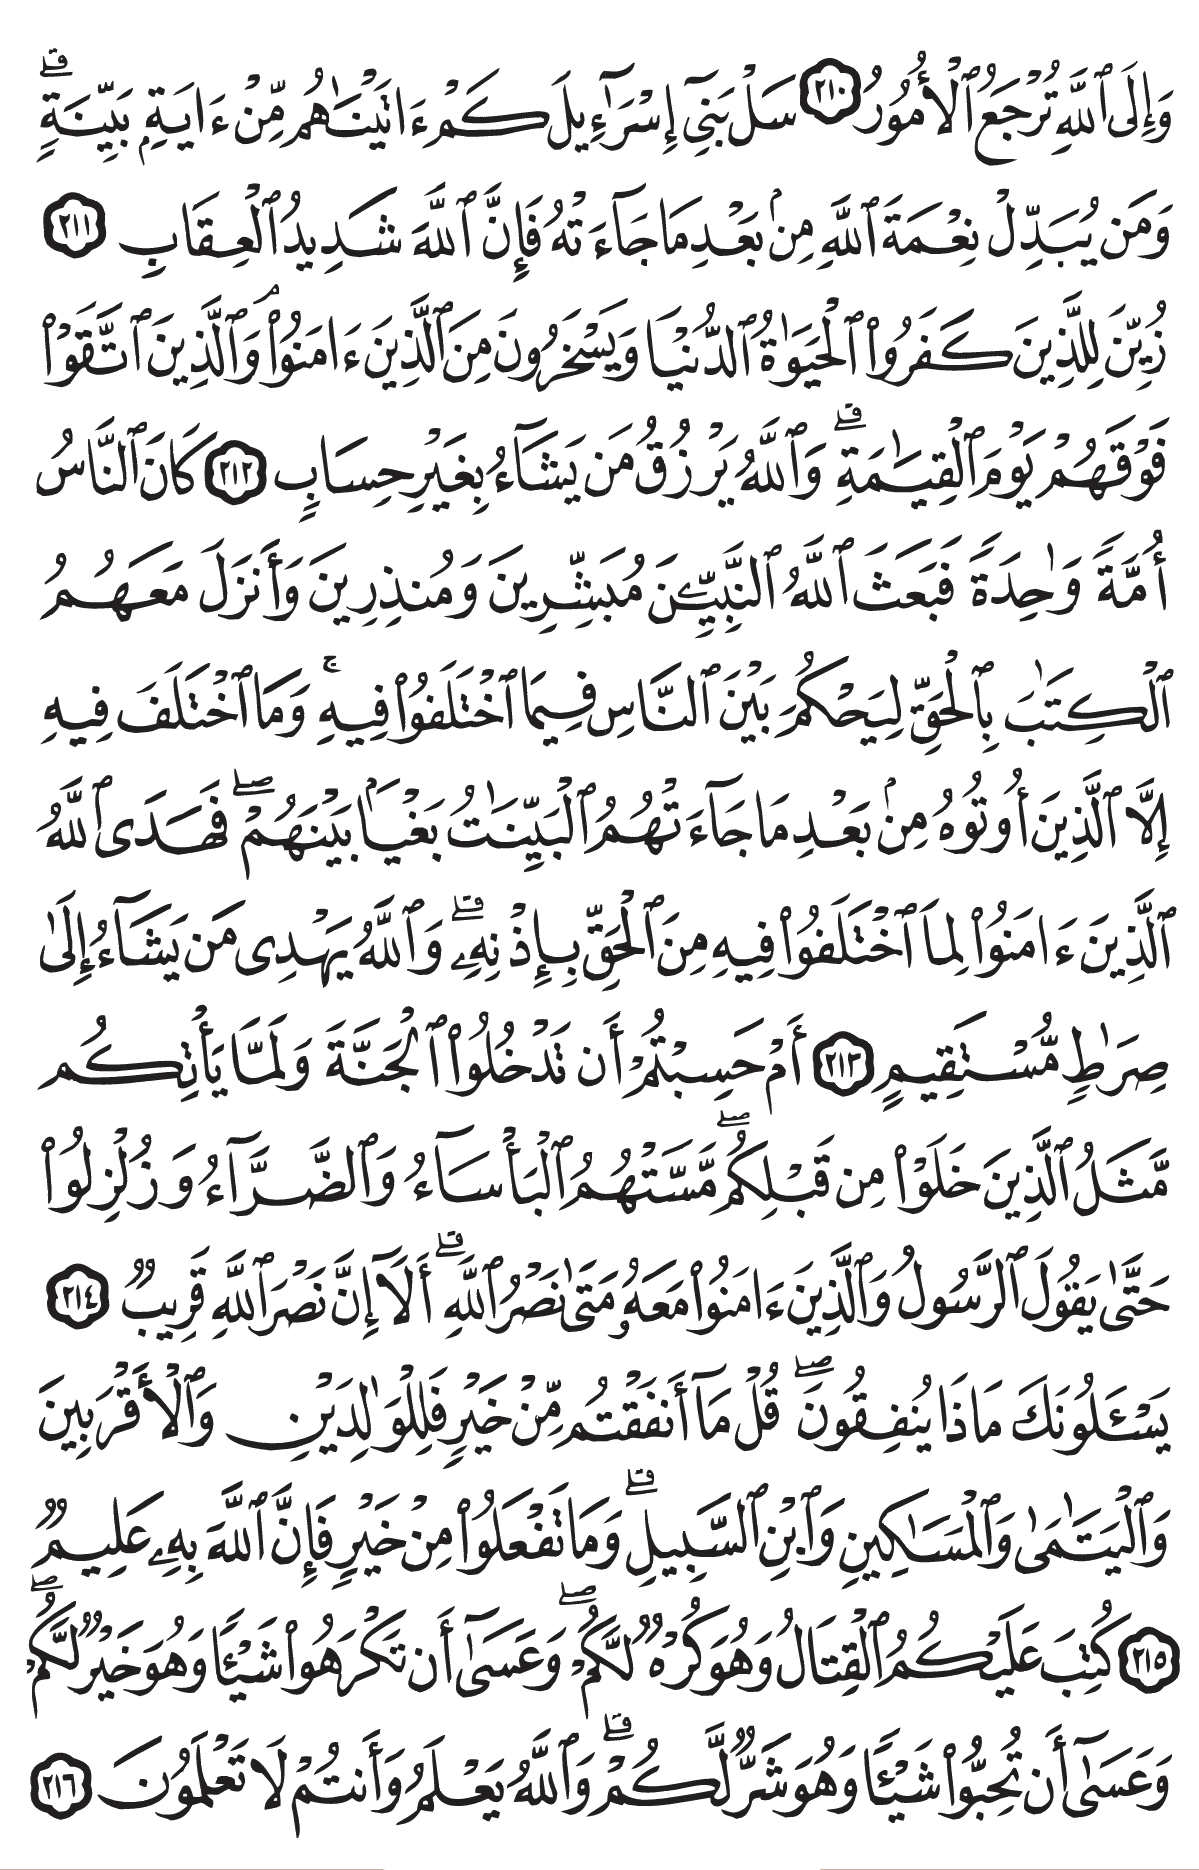 وَإِلَى ٱللَّهِ تُرْجَعُ ٱلْأُمُورُ ٢١٠ سَلْ بَنِىٓ إِسْرَٰٓءِيلَ كَمْ ءَاتَيْنَٰهُم مِّنْ ءَايَةٍۭ بَيِّنَةٍۗ
وَمَن يُبَدِّلْ نِعْمَةَ ٱللَّهِ مِنۢ بَعْدِ مَا جَآءَتْهُ فَإِنَّ ٱللَّهَ شَدِيدُ ٱلْعِقَابِ ٢١١
زُيِّنَ لِلَّذِينَ كَفَرُوا۟ ٱلْحَيَوٰةُ ٱلدُّنْيَا وَيَسْخَرُونَ مِنَ ٱلَّذِينَ ءَامَنُوا۟ۘ وَٱلَّذِينَ ٱتَّقَوْا۟
فَوْقَهُمْ يَوْمَ ٱلْقِيَٰمَةِۗ وَٱللَّهُ يَرْزُقُ مَن يَشَآءُ بِغَيْرِ حِسَابٍ ٢١٢ كَانَ ٱلنَّاسُ
أُمَّةً وَٰحِدَةً فَبَعَثَ ٱللَّهُ ٱلنَّبِيِّۦنَ مُبَشِّرِينَ وَمُنذِرِينَ وَأَنزَلَ مَعَهُمُ
ٱلْكِتَٰبَ بِٱلْحَقِّ لِيَحْكُمَ بَيْنَ ٱلنَّاسِ فِيمَا ٱخْتَلَفُوا۟ فِيهِۚ وَمَا ٱخْتَلَفَ فِيهِ
إِلَّا ٱلَّذِينَ أُوتُوهُ مِنۢ بَعْدِ مَا جَآءَتْهُمُ ٱلْبَيِّنَٰتُ بَغْيًۢا بَيْنَهُمْۖ فَهَدَى ٱللَّهُ
ٱلَّذِينَ ءَامَنُوا۟ لِمَا ٱخْتَلَفُوا۟ فِيهِ مِنَ ٱلْحَقِّ بِإِذْنِهِۦۗ وَٱللَّهُ يَهْدِى مَن يَشَآءُ إِلَىٰ
صِرَٰطٍ مُّسْتَقِيمٍ ٢١٣ أَمْ حَسِبْتُمْ أَن تَدْخُلُوا۟ ٱلْجَنَّةَ وَلَمَّا يَأْتِكُم
مَّثَلُ ٱلَّذِينَ خَلَوْا۟ مِن قَبْلِكُمۖ مَّسَّتْهُمُ ٱلْبَأْسَآءُ وَٱلضَّرَّآءُ وَزُلْزِلُوا۟
حَتَّىٰ يَقُولَ ٱلرَّسُولُ وَٱلَّذِينَ ءَامَنُوا۟ مَعَهُۥ مَتَىٰ نَصْرُ ٱللَّهِۗ أَلَآ إِنَّ نَصْرَ ٱللَّهِ قَرِيبٌ ٢١٤
يَسْـَٔلُونَكَ مَاذَا يُنفِقُونَۖ قُلْ مَآ أَنفَقْتُم مِّنْ خَيْرٍ فَلِلْوَٰلِدَيْنِ وَٱلْأَقْرَبِينَ
وَٱلْيَتَٰمَىٰ وَٱلْمَسَٰكِينِ وَٱبْنِ ٱلسَّبِيلِۗ وَمَا تَفْعَلُوا۟ مِنْ خَيْرٍ فَإِنَّ ٱللَّهَ بِهِۦ عَلِيمٌ
٢١٥ كُتِبَ عَلَيْكُمُ ٱلْقِتَالُ وَهُوَ كُرْهٌ لَّكُمْۖ وَعَسَىٰٓ أَن تَكْرَهُوا۟ شَيْـًٔا وَهُوَ خَيْرٌ لَّكُمْۖ
وَعَسَىٰٓ أَن تُحِبُّوا۟ شَيْـًٔا وَهُوَ شَرٌّ لَّكُمْۗ وَٱللَّهُ يَعْلَمُ وَأَنتُمْ لَا تَعْلَمُونَ ٢١٦